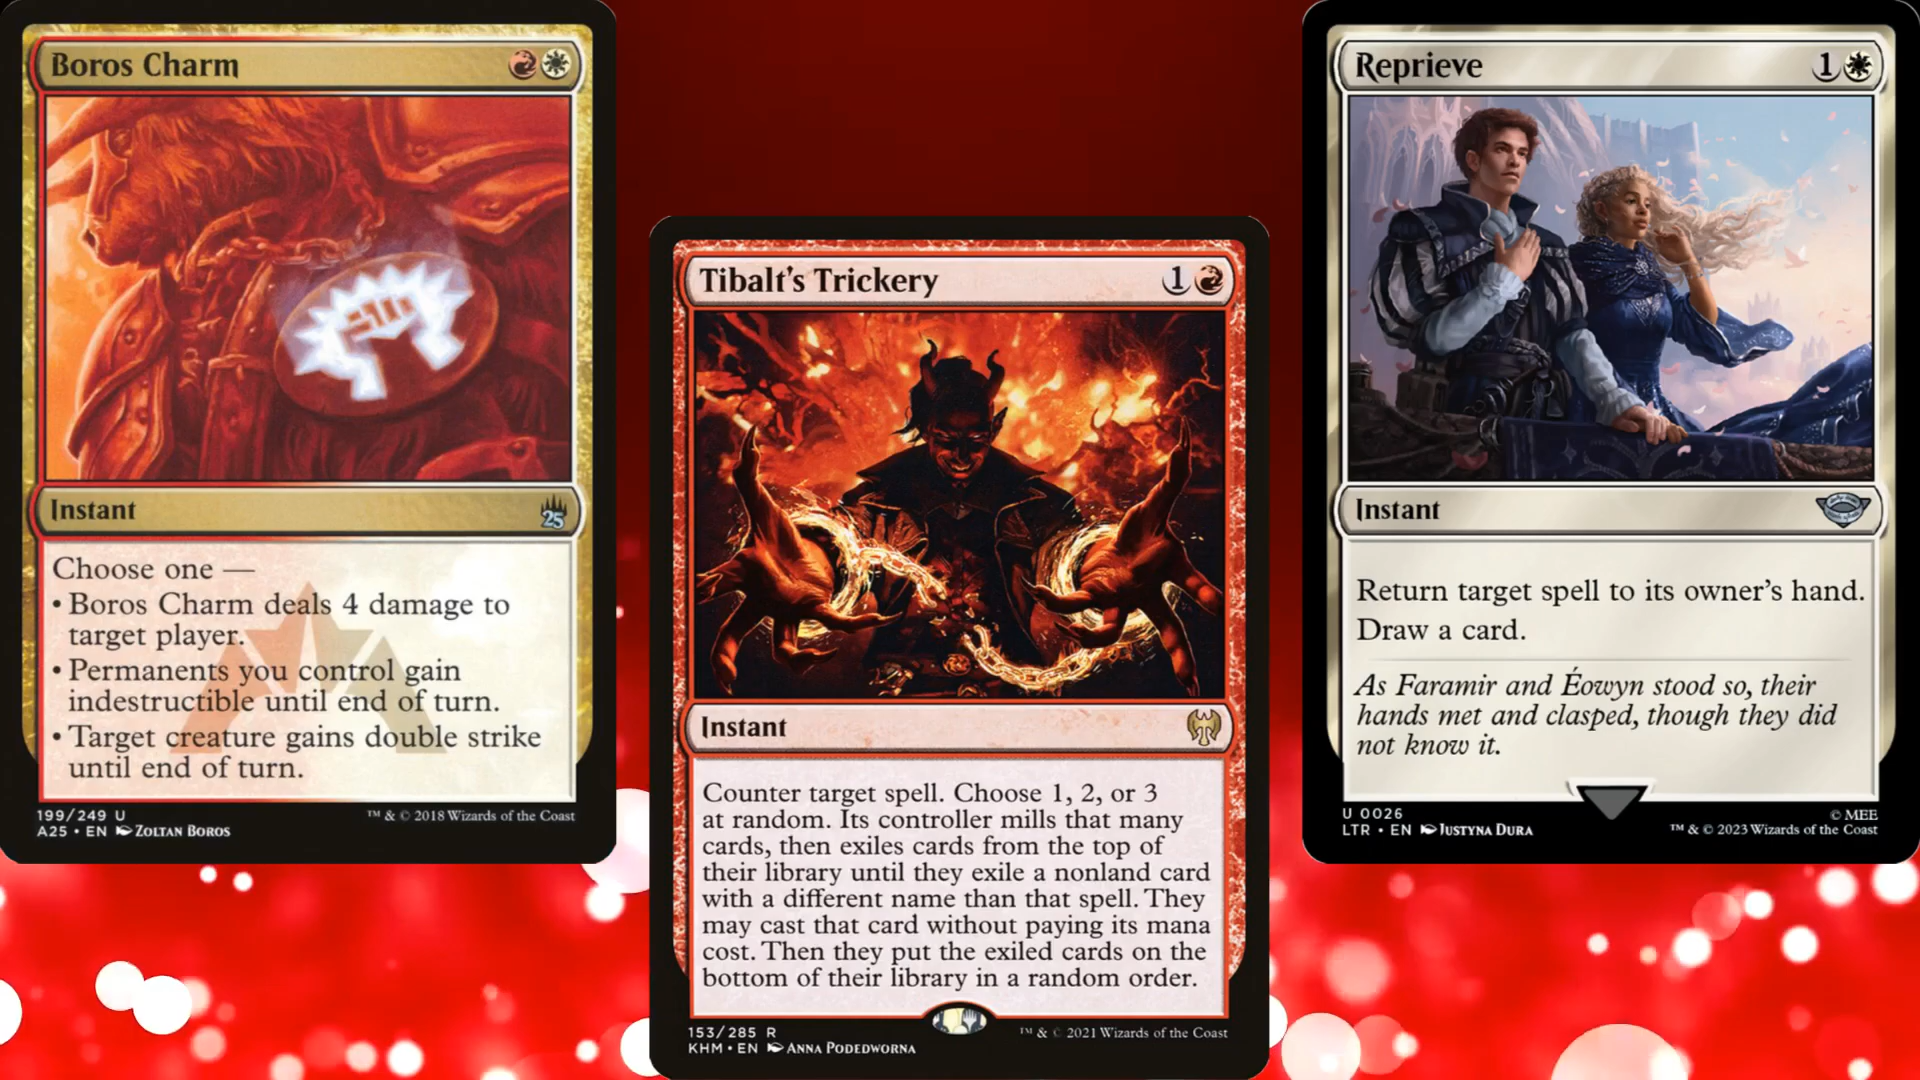 Boros Charm
Instant
25
Choose one —
• Boros Charm deals 4 damage to
target player.
• Permanents you control gain
indestructible until end of turn.
• Target creature gains double strike
until end of turn.
199/249 U
A25 • EN Zoltan Boros
™ & © 2018 Wizards of the Coast
Tibalt's Trickery
1
Instant
Counter target spell. Choose 1, 2, or 3
at random. Its controller mills that many
cards, then exiles cards from the top of
their library until they exile a nonland card
with a different name than that spell. They
may cast that card without paying its mana
cost. Then they put the exiled cards on the
bottom of their library in a random order.
153/285 R
KHM • EN Anna Podedworna
™ & © 2021 Wizards of the Coast
Reprieve
1
Instant
Return target spell to its owner's hand.
Draw a card.
As Faramir and Éowyn stood so, their
hands met and clasped, though they did
not know it.
U 0026
LTR • EN Justyna Dura
© MEE
™ & © 2023 Wizards of the Coast